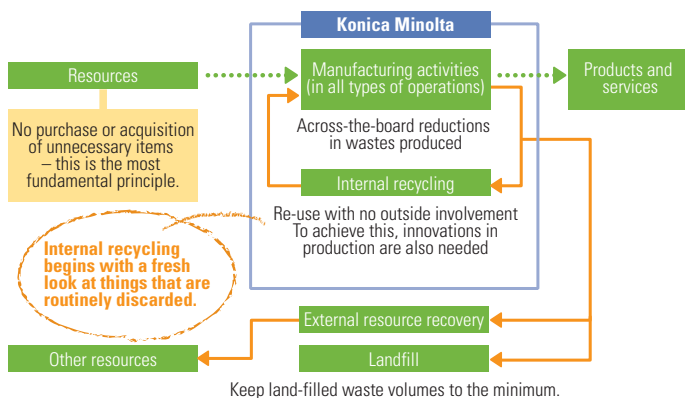 Konica Minolta
Resources
Manufacturing activities
(in all types of operations)
Products and
services
No purchase or acquisition
of unnecessary items
– this is the most
fundamental principle.
Across-the-board reductions
in wastes produced
Internal recycling
Re-use with no outside involvement
To achieve this, innovations in
production are also needed
Internal recycling
begins with a fresh
look at things that are
routinely discarded.
External resource recovery
Other resources
Landfill
Keep land-filled waste volumes to the minimum.